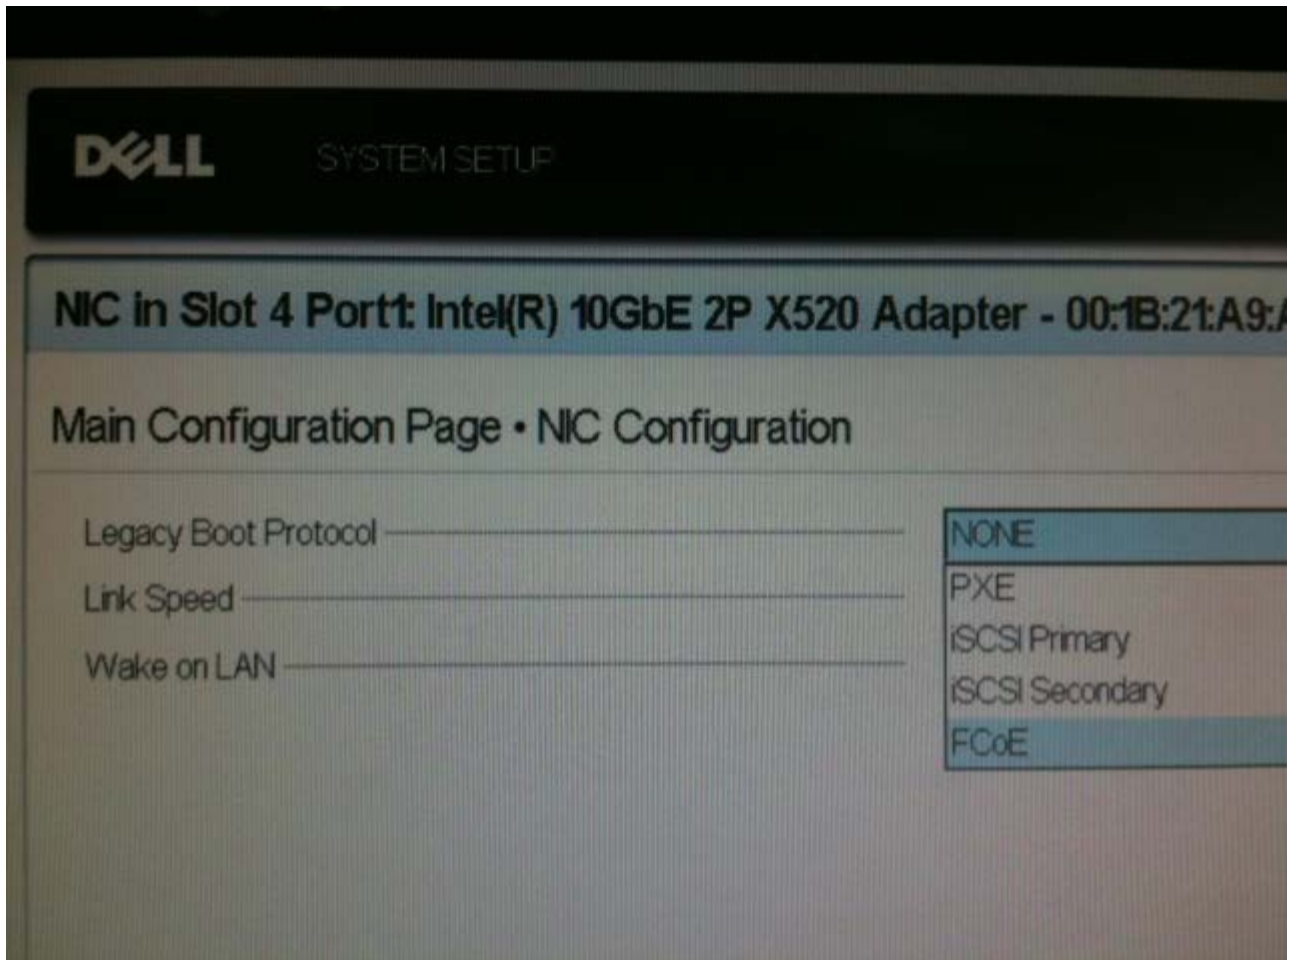 DELL SYSTEM SETUP
NIC in Slot 4 Port1: Intel(R) 10GbE 2P X520 Adapter - 00:1B:21:A9:A
Main Configuration Page • NIC Configuration
Legacy Boot Protocol NONE
PXE
Link Speed
iSCSI Primary
Wake on LAN
iSCSI Secondary
FCoE